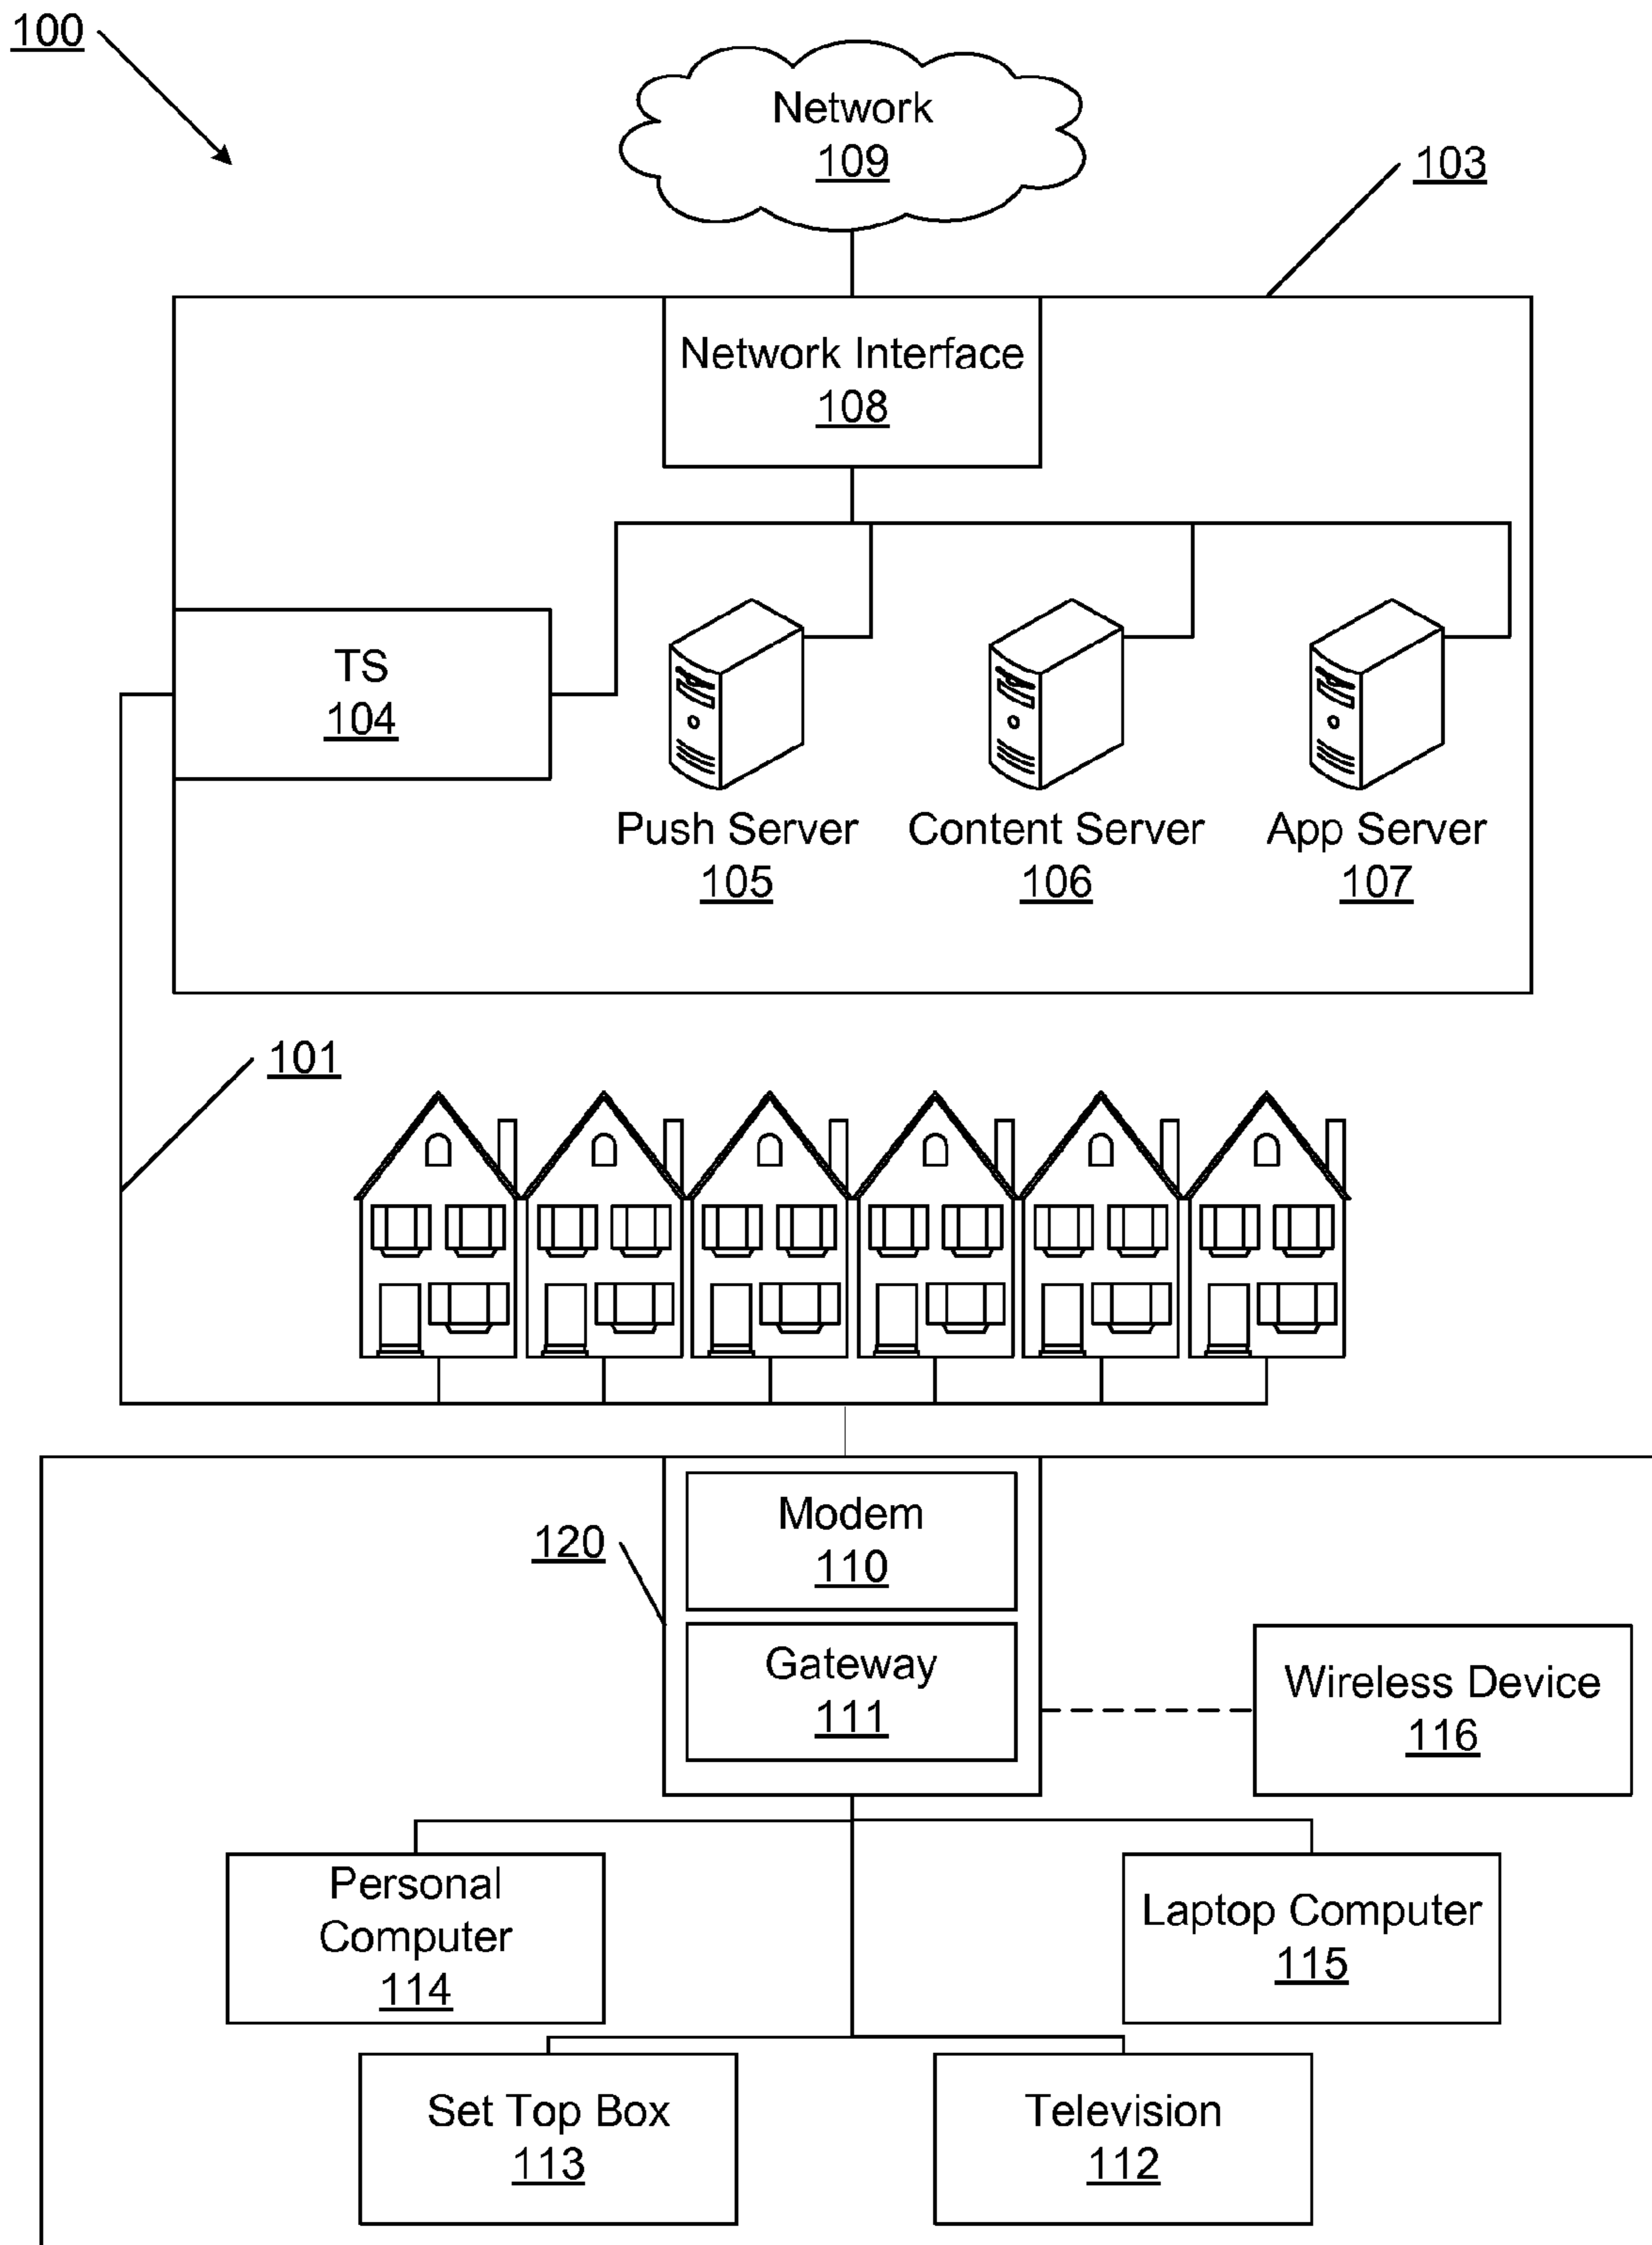 100
Network
109
103
Network Interface
108
TS
104
Push Server
105
Content Server
106
App Server
107
101
Modem
110
120
Gateway
111
Wireless Device
116
Personal
Computer
114
Laptop Computer
115
Set Top Box
113
Television
112